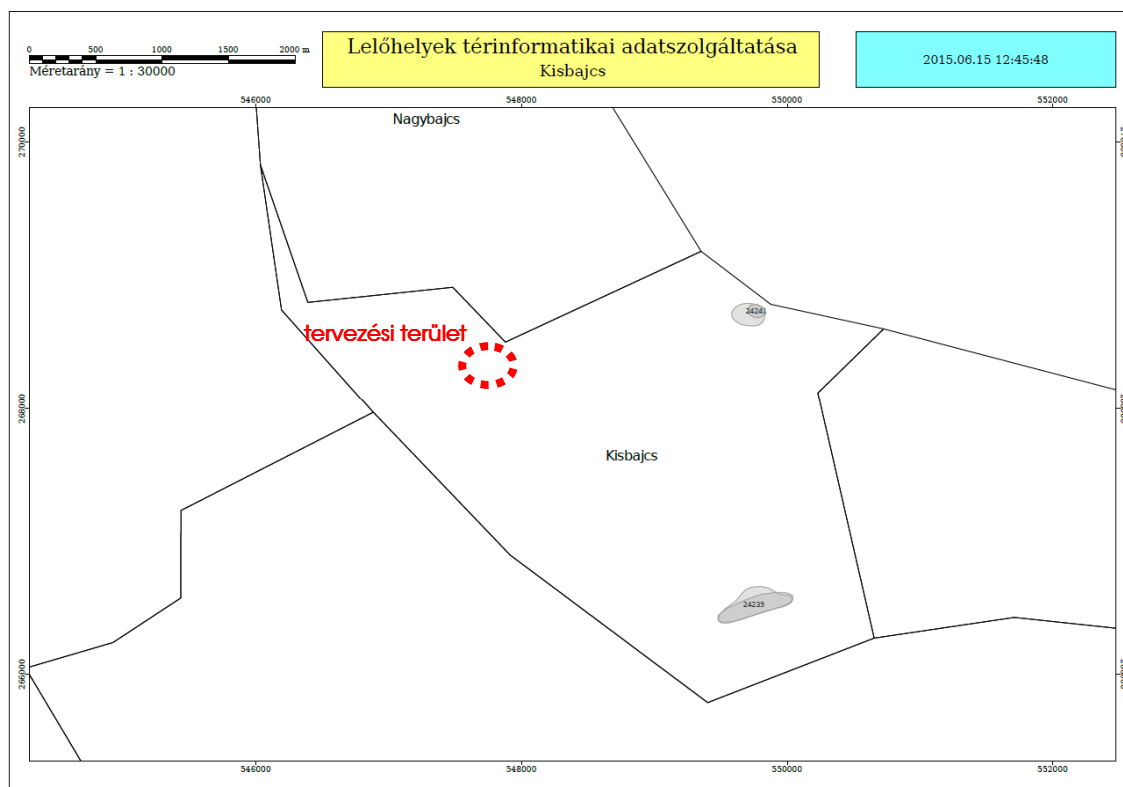 0 500 1000 1500 2000 m
Méretarány = 1 : 30000
Lelőhelyek térinformatikai adatszolgáltatása
Kisbajcs
2015.06.15 12:45:48
546000 548000 550000 552000
Nagybajcs
270000
tervezési terület
268000 268000
Kisbajcs
24239
266000
546000 548000 550000 552000